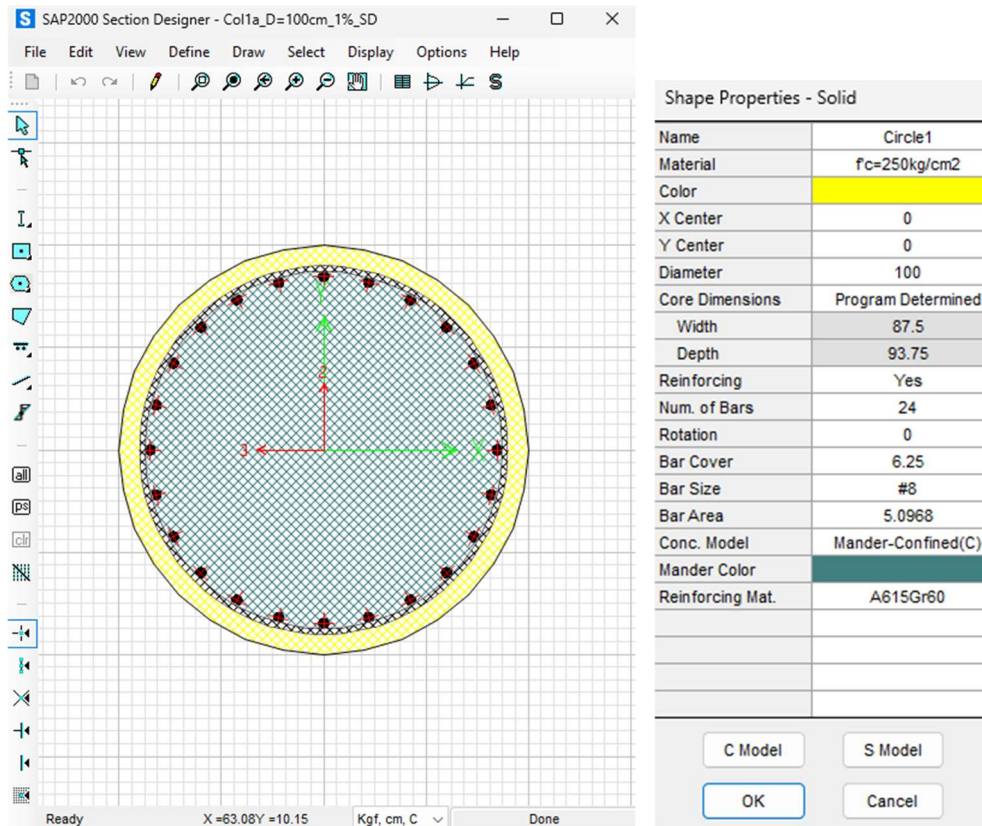 SAP2000 Section Designer - Col1a_D=100cm_1%_SD
File Edit View Define Draw Select Display Options Help
Y
2
3
X
all
ps
clr
Ready X =63.08Y =10.15 Kgf, cm, C Done
Shape Properties - Solid
Name Circle1
Material f'c=250kg/cm2
Color
X Center 0
Y Center 0
Diameter 100
Core Dimensions Program Determined
Width 87.5
Depth 93.75
Reinforcing Yes
Num. of Bars 24
Rotation 0
Bar Cover 6.25
Bar Size #8
Bar Area 5.0968
Conc. Model Mander-Confined(C)
Mander Color
Reinforcing Mat. A615Gr60
C Model S Model
OK Cancel